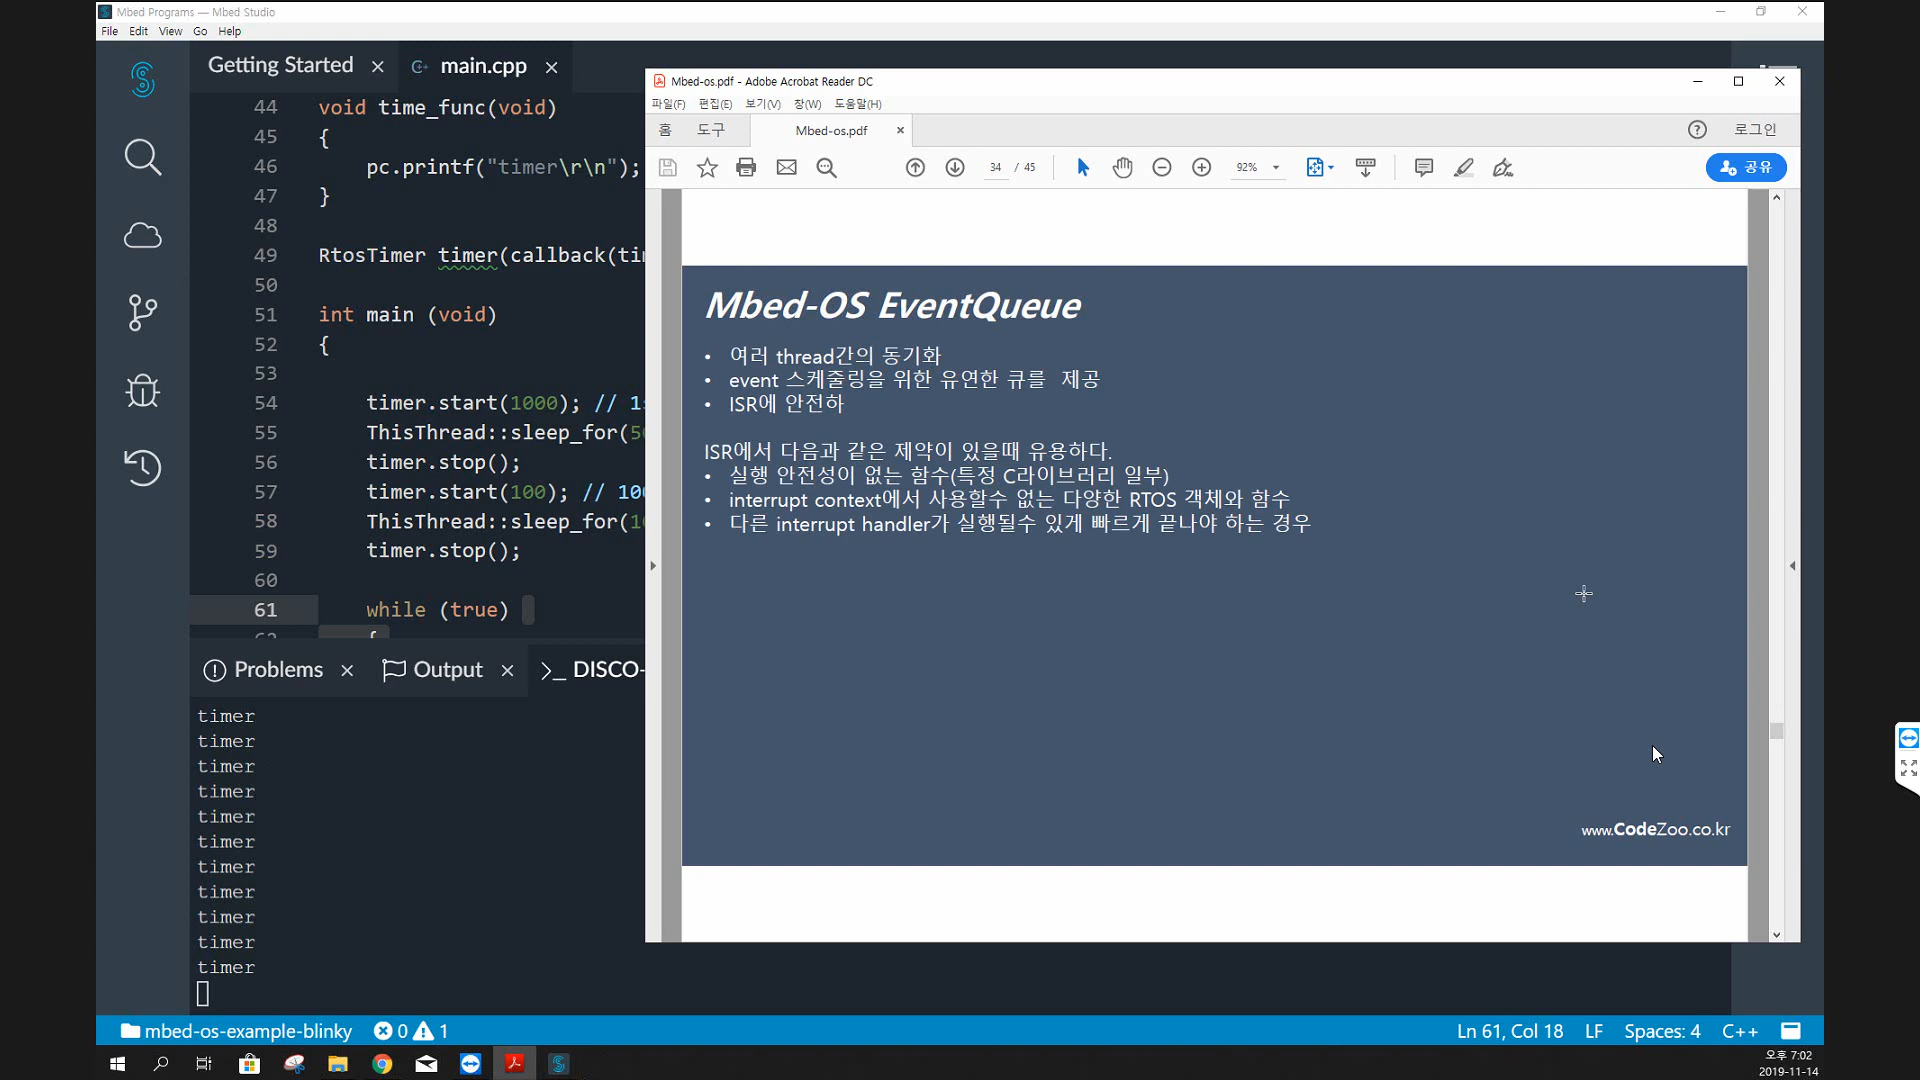 Mbed Programs — Mbed Studio
File Edit View Go Help
Getting Started
main.cpp
44 void time_func(void)
45 {
46 pc.printf("timer\r\n");
47 }
48
49 RtosTimer timer(callback(ti
50
51 int main (void)
52 {
53
54 timer.start(1000); // 1
55 ThisThread::sleep_for(5
56 timer.stop();
57 timer.start(100); // 10
58 ThisThread::sleep_for(1
59 timer.stop();
60
61 while (true)
62 {
Problems
Output
>_ DISCO-
timer
timer
timer
timer
timer
timer
timer
timer
timer
timer
timer
mbed-os-example-blinky 0 1
Ln 61, Col 18 LF Spaces: 4 C++
오후 7:02
2019-11-14
Mbed-os.pdf - Adobe Acrobat Reader DC
파일(F) 편집(E) 보기(V) 창(W) 도움말(H)
홈 도구 Mbed-os.pdf 로그인
34 / 45 92% 공유
Mbed-OS EventQueue
• 여러 thread간의 동기화
• event 스케줄링을 위한 유연한 큐를 제공
• ISR에 안전하
ISR에서 다음과 같은 제약이 있을때 유용하다.
• 실행 안전성이 없는 함수(특정 C라이브러리 일부)
• interrupt context에서 사용할수 없는 다양한 RTOS 객체와 함수
• 다른 interrupt handler가 실행될수 있게 빠르게 끝나야 하는 경우
www.CodeZoo.co.kr